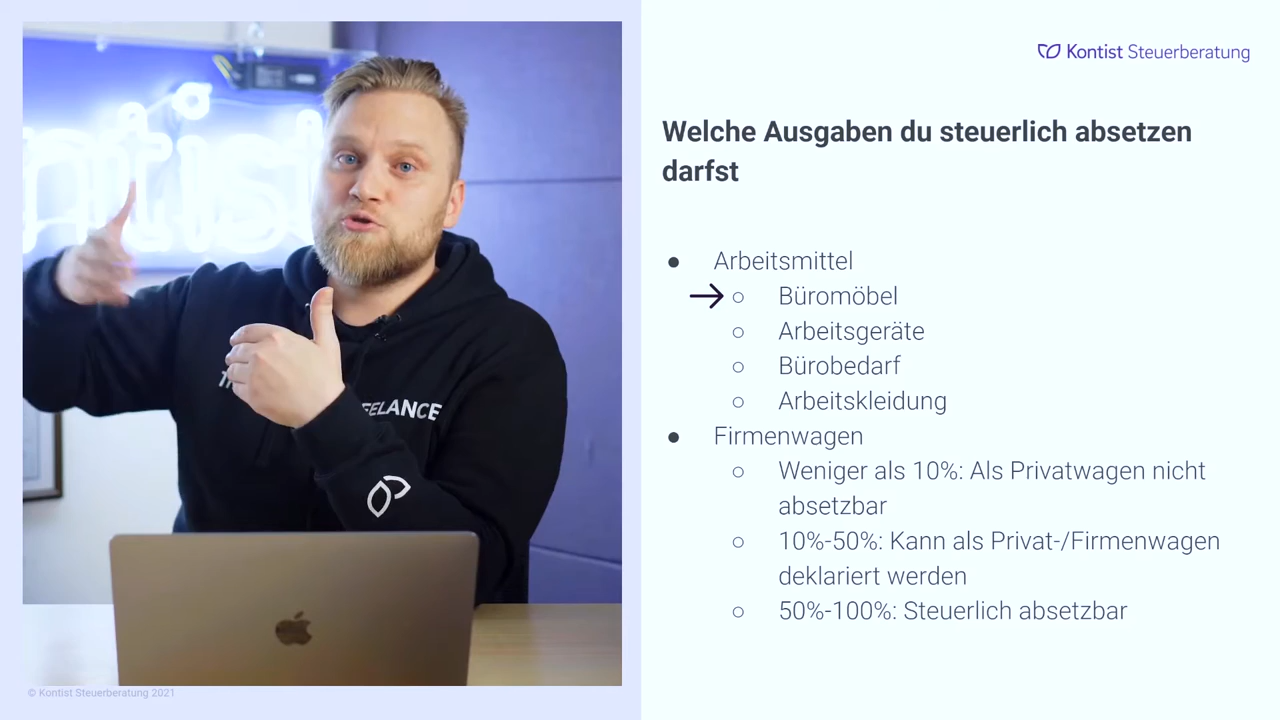 Kontist Steuerberatung
Welche Ausgaben du steuerlich absetzen
darfst
● Arbeitsmittel
→ ○ Büromöbel
○ Arbeitsgeräte
○ Bürobedarf
○ Arbeitskleidung
● Firmenwagen
○ Weniger als 10%: Als Privatwagen nicht
absetzbar
○ 10%-50%: Kann als Privat-/Firmenwagen
deklariert werden
○ 50%-100%: Steuerlich absetzbar
© Kontist Steuerberatung 2021